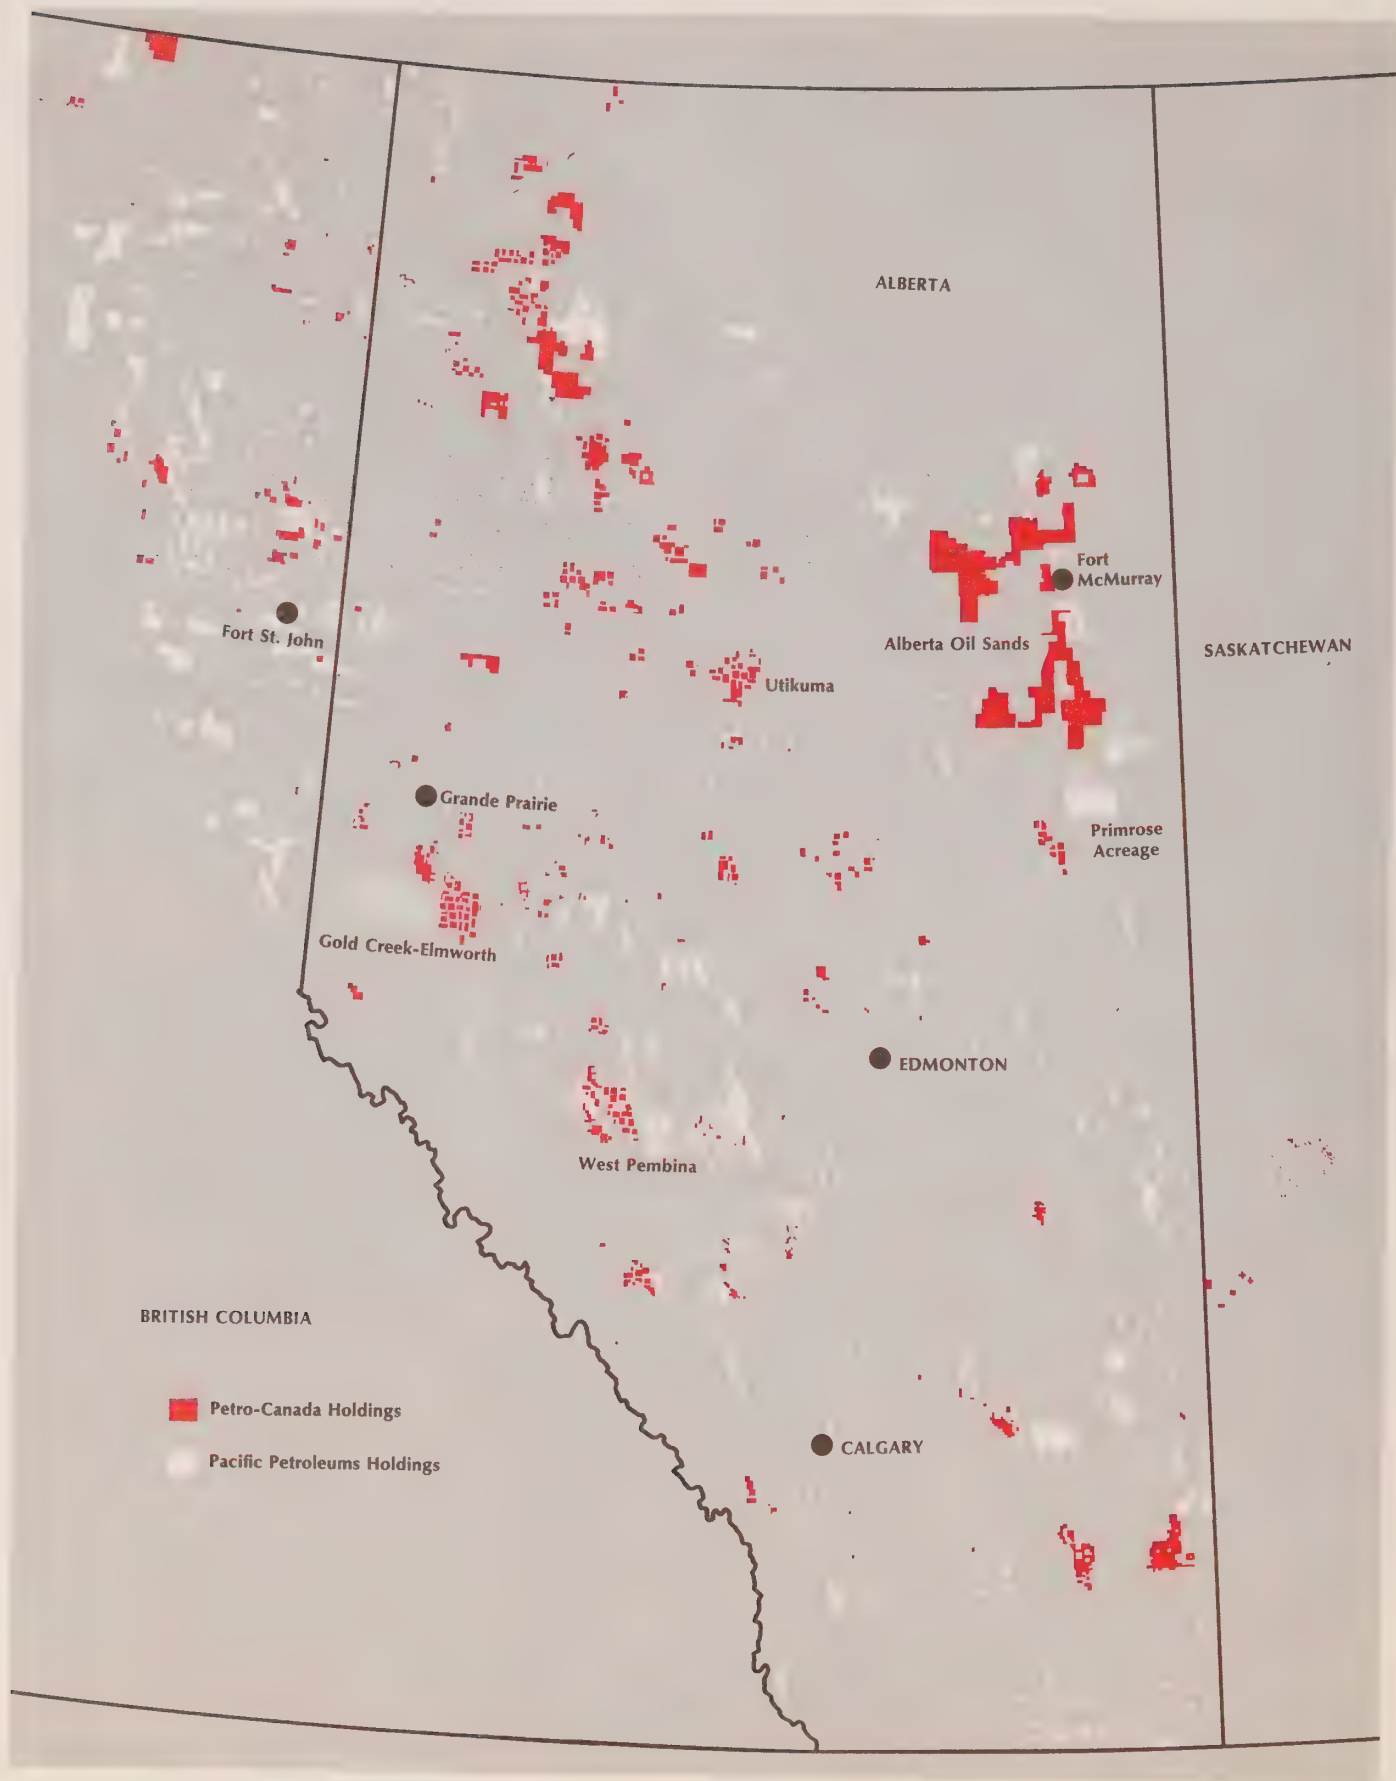 ALBERTA
Fort
McMurray
Fort St. John
Alberta Oil Sands
SASKATCHEWAN
Utikuma
Grande Prairie
Primrose
Acreage
Gold Creek-Elmworth
EDMONTON
West Pembina
BRITISH COLUMBIA
Petro-Canada Holdings
CALGARY
Pacific Petroleums Holdings